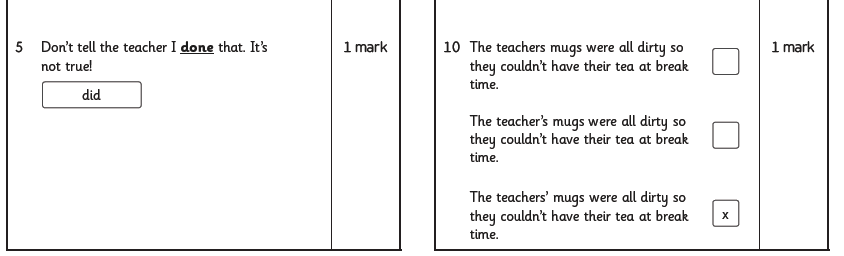 5 Don't tell the teacher I done that. It's
not true!
did
1 mark
10 The teachers mugs were all dirty so
they couldn't have their tea at break
time.
The teacher's mugs were all dirty so
they couldn't have their tea at break
time.
The teachers' mugs were all dirty so
they couldn't have their tea at break
time.
x
1 mark